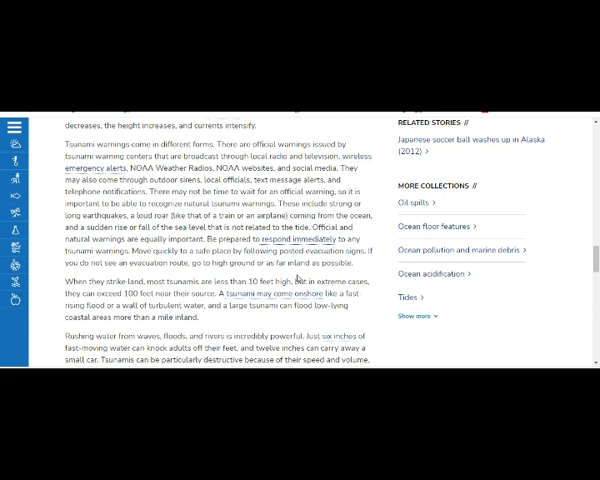 decreases, the height increases, and currents intensify.
Tsunami warnings come in different forms. There are official warnings issued by
tsunami warning centers that are broadcast through local radio and television, wireless
emergency alerts, NOAA Weather Radios, NOAA websites, and social media. They
may also come through outdoor sirens, local officials, text message alerts, and
telephone notifications. There may not be time to wait for an official warning, so it is
important to be able to recognize natural tsunami warnings. These include strong or
long earthquakes, a loud roar (like that of a train or an airplane) coming from the ocean,
and a sudden rise or fall of the sea level that is not related to the tide. Official and
natural warnings are equally important. Be prepared to respond immediately to any
tsunami warnings. Move quickly to a safe place by following posted evacuation signs. If
you do not see an evacuation route, go to high ground or as far inland as possible.
When they strike land, most tsunamis are less than 10 feet high, but in extreme cases,
they can exceed 100 feet near their source. A tsunami may come onshore like a fast-
rising flood or a wall of turbulent water, and a large tsunami can flood low-lying
coastal areas more than a mile inland.
Rushing water from waves, floods, and rivers is incredibly powerful. Just six inches of
fast-moving water can knock adults off their feet, and twelve inches can carry away a
small car. Tsunamis can be particularly destructive because of their speed and volume.
RELATED STORIES //
Japanese soccer ball washes up in Alaska
(2012) >
MORE COLLECTIONS //
Oil spills >
Ocean floor features >
Ocean pollution and marine debris >
Ocean acidification >
Tides >
Show more